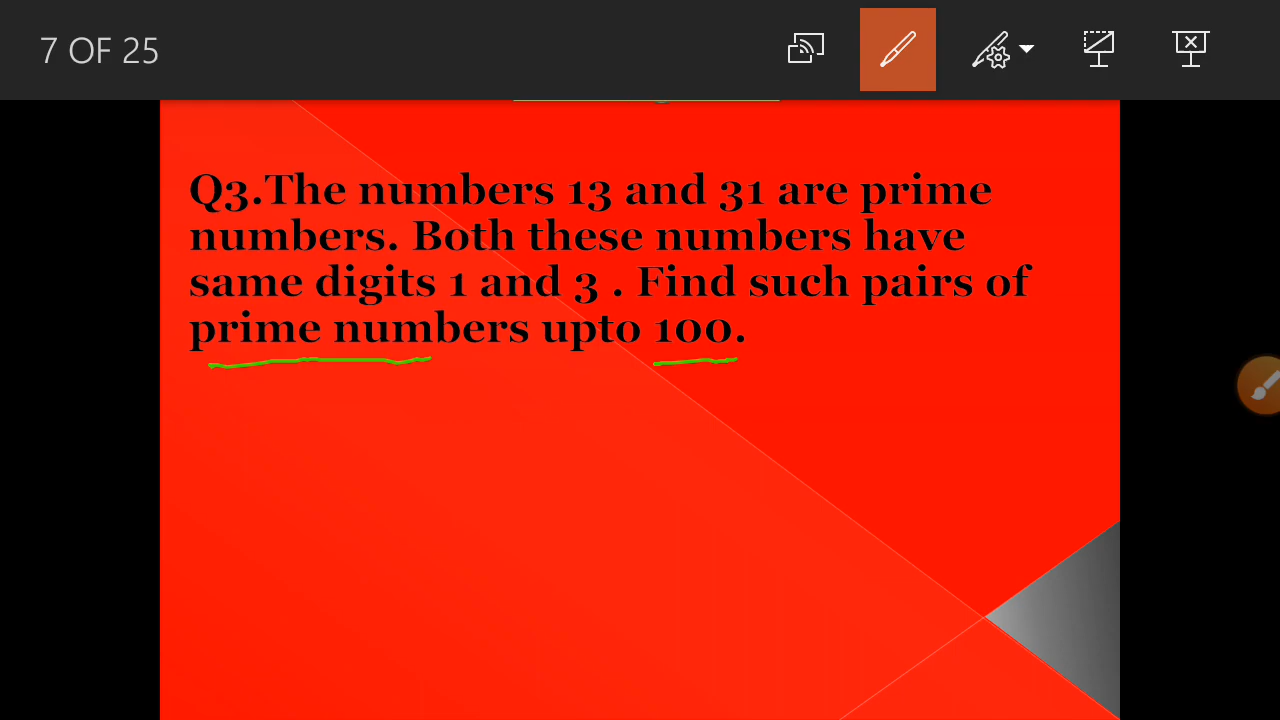 7 OF 25
Q3.The numbers 13 and 31 are prime
numbers. Both these numbers have
same digits 1 and 3 . Find such pairs of
prime numbers upto 100.